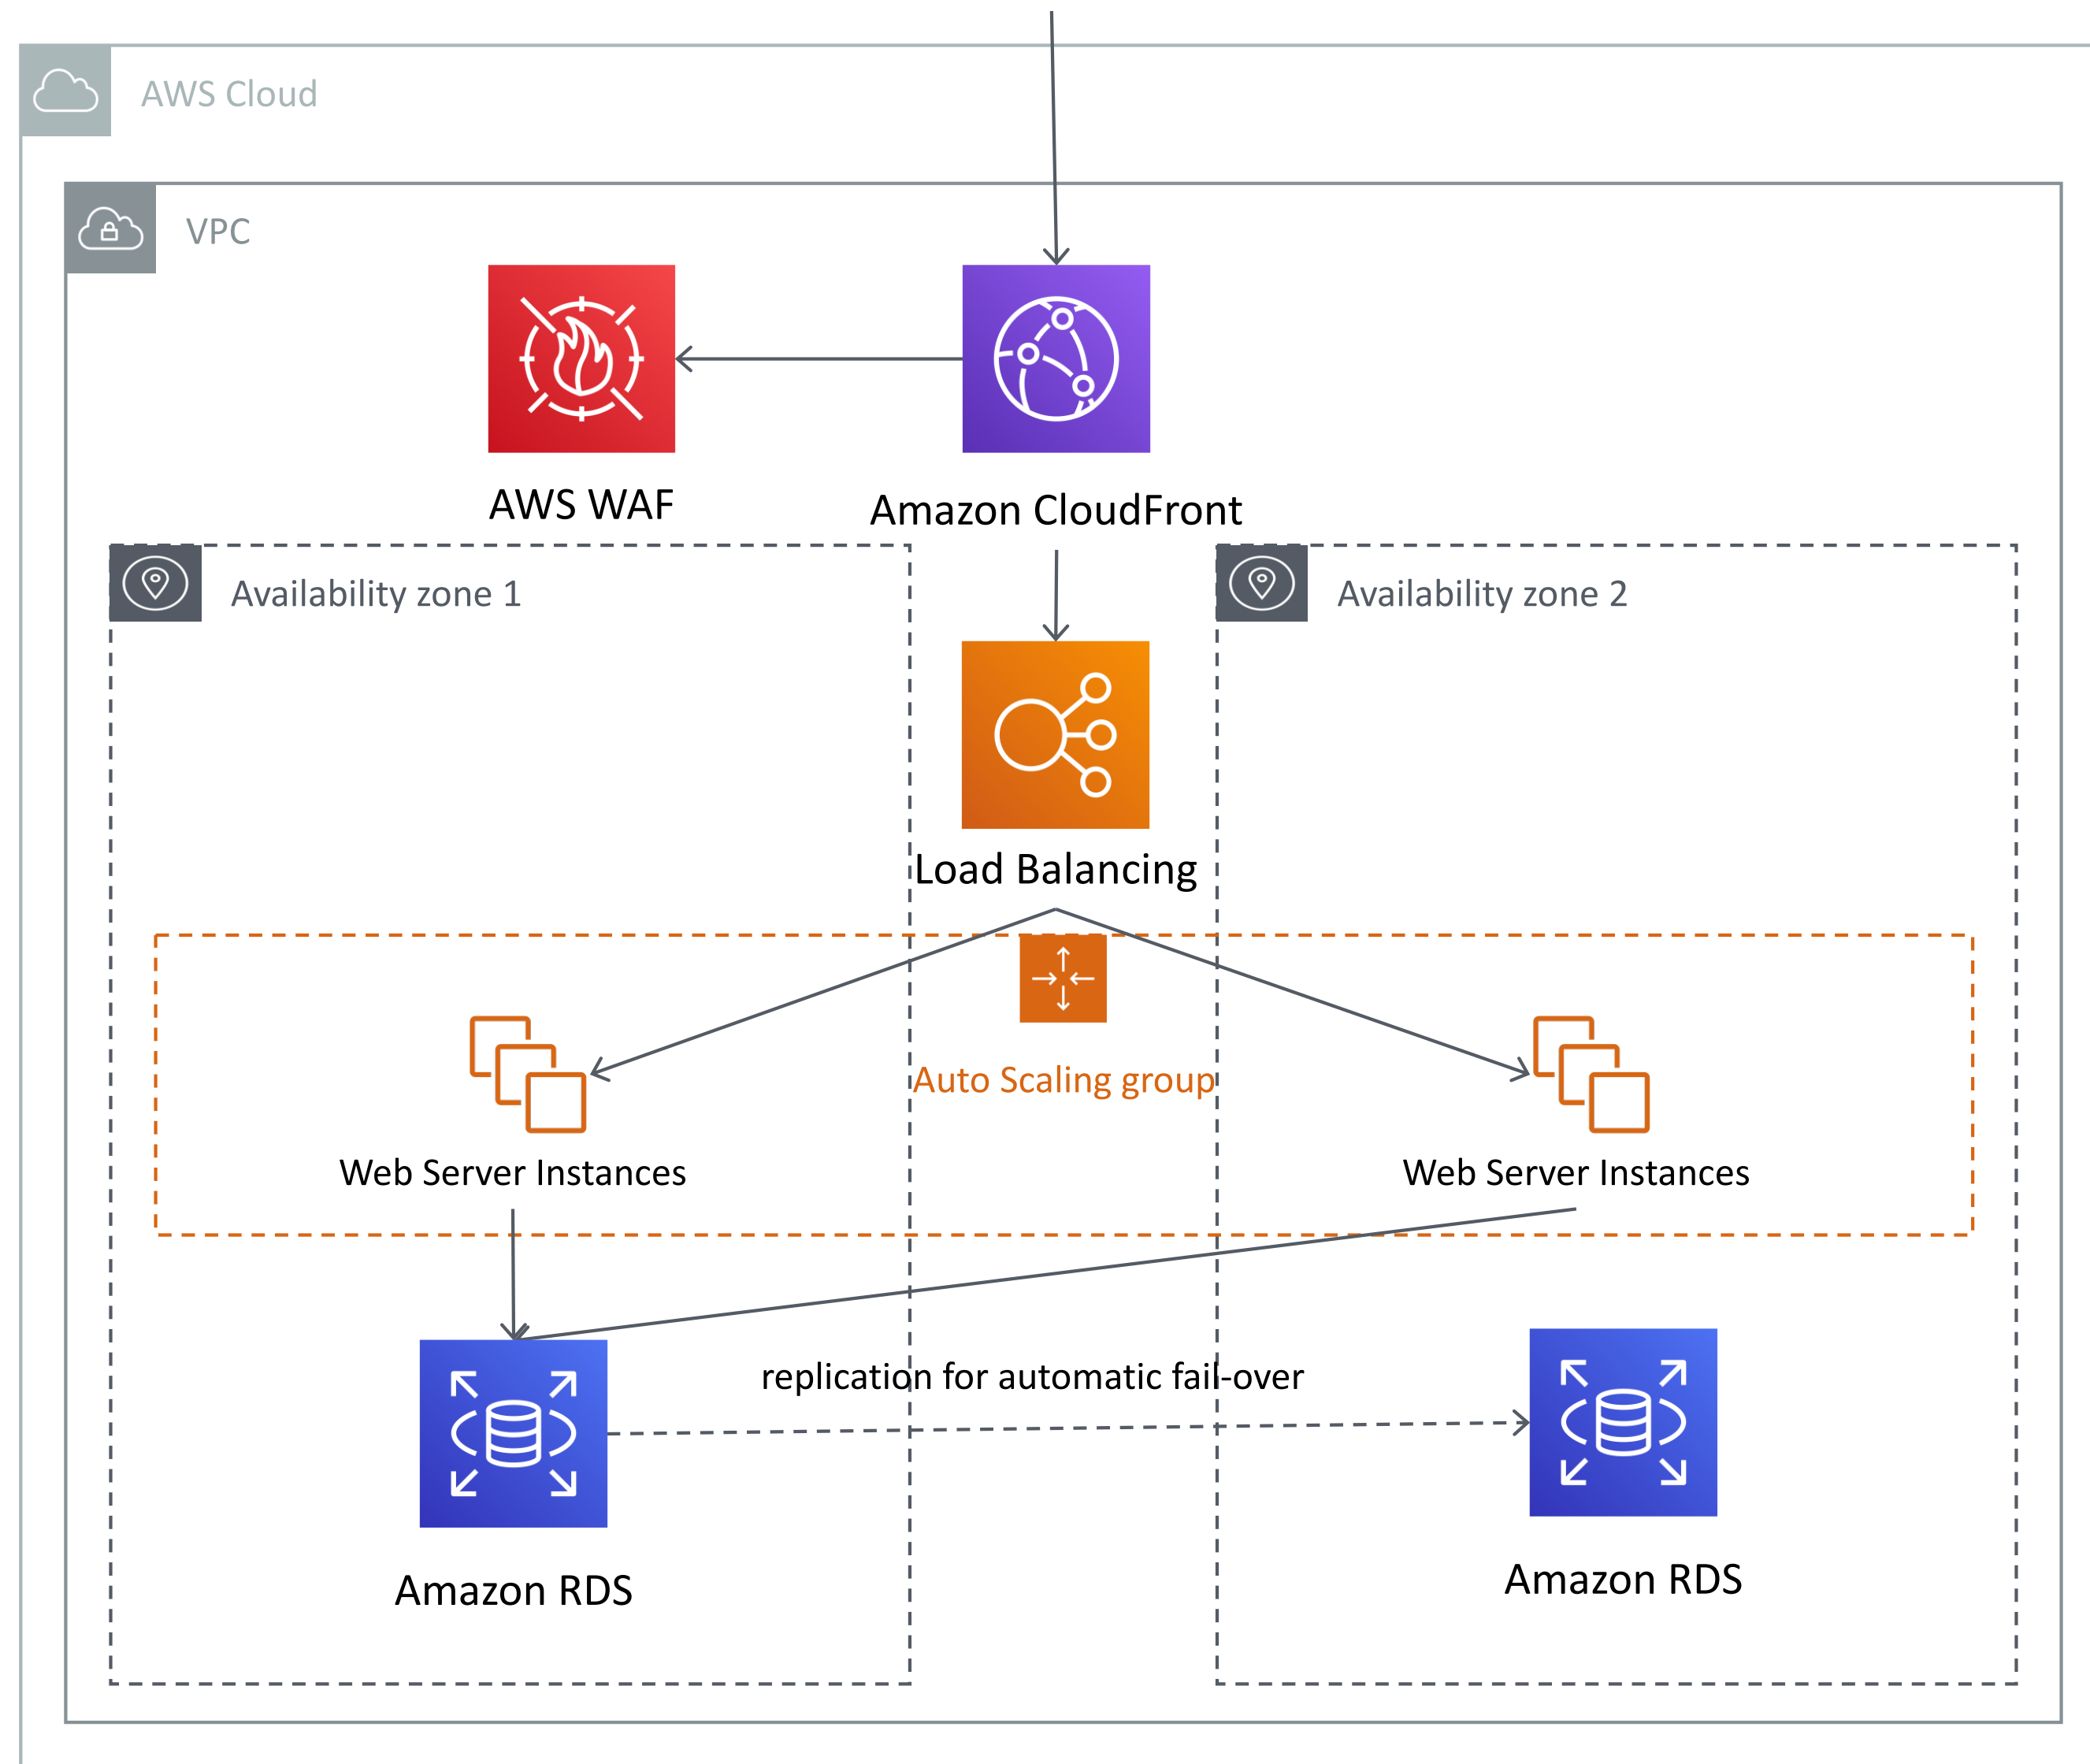 AWS Cloud
VPC
AWS WAF
Amazon CloudFront
Availability zone 1
Availability zone 2
Load Balancing
Auto Scaling group
Web Server Instances
Web Server Instances
replication for automatic fail-over
Amazon RDS
Amazon RDS